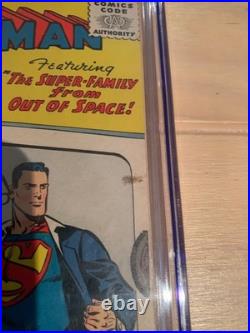 COMICS
CODE
AUTHORITY
MAN
Featuring
"THE SUPER-FAMILY
from
OUT OF SPACE!
S